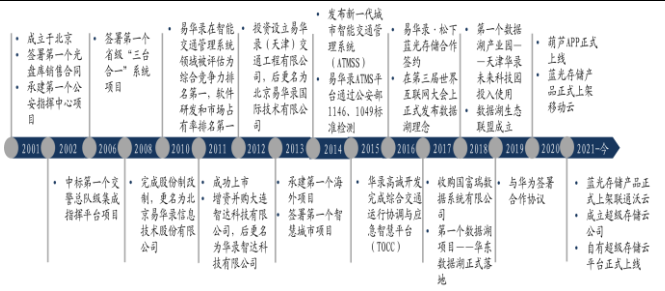 • 成立于北京
• 签署第一个光
盘库销售合同
• 承建第一个公
安指挥中心项
目
• 签署第一个
省级“三台
合一”系统
项目
• 易华录在智能
交通管理系统
领域被评估为
综合竞争力排
名第一，软件
研发和市场占
有率排名第一
• 投资设立易华
录（天津）交
通工程有限公
司，后更名为
北京易华录国
际技术有限公
司
• 发布新一代城
市智能交通管
理系统
（ATMSS）
• 易华录ATMS平
台通过公安部
1146、1049标
准检测
• 易华录·松下
蓝光存储合作
签约
• 在第三届世界
互联网大会上
正式发布数据
湖理念
• 第一个数据
湖产业园—
—天津华录
未来科技园
投入使用
• 数据湖生态
联盟成立
• 葫芦APP正式
上线
• 蓝光存储产
品正式上架
移动云
2001 2002 2006 2008 2010 2011 2012 2013 2014 2015 2016 2017 2018 2019 2020 2021-今
• 中标第一个交
警总队级集成
指挥平台项目
• 完成股份制改
制，更名为北
京易华录信息
技术股份有限
公司
• 成功上市
• 增资并购大连
智达科技有限
公司，后更名
为华录智达科
技有限公司
• 承建第一个海
外项目
• 签署第一个智
慧城市项目
• 华录高诚开发
完成综合交通
运行协调与应
急智慧平台
（TOCC）
• 收购国富瑞数
据系统有限公
司
• 第一个数据湖
项目——华东
数据湖正式落
地
• 与华为签署
合作协议
• 蓝光存储产品正
式上架联通沃云
• 成立超级存储云
公司
• 自有超级存储云
平台正式上线